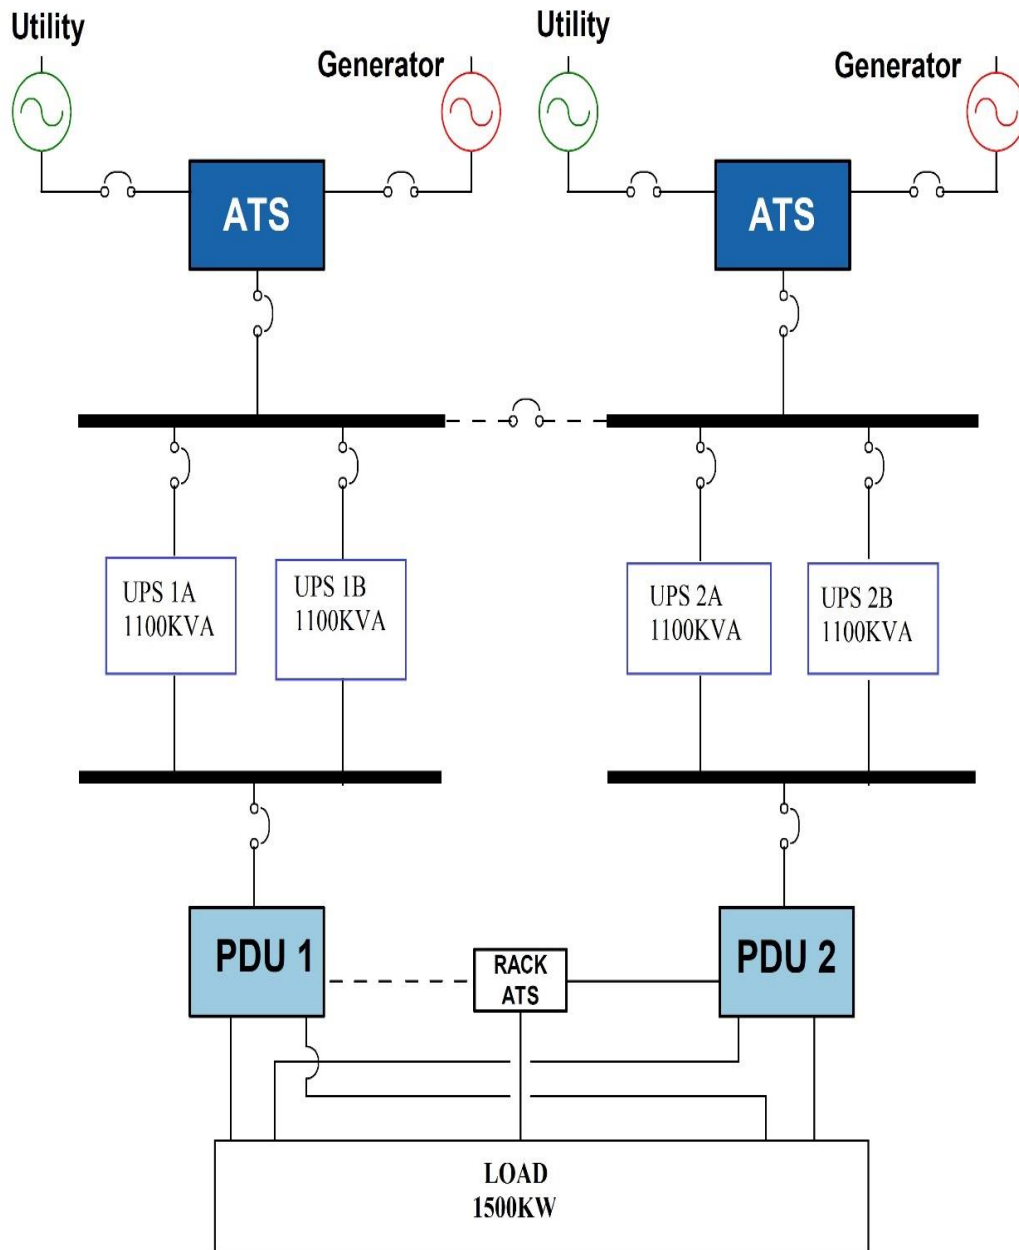 Utility
Generator
Utility
Generator
ATS
ATS
UPS 1A
1100KVA
UPS 1B
1100KVA
UPS 2A
1100KVA
UPS 2B
1100KVA
PDU 1
RACK
ATS
PDU 2
LOAD
1500KW